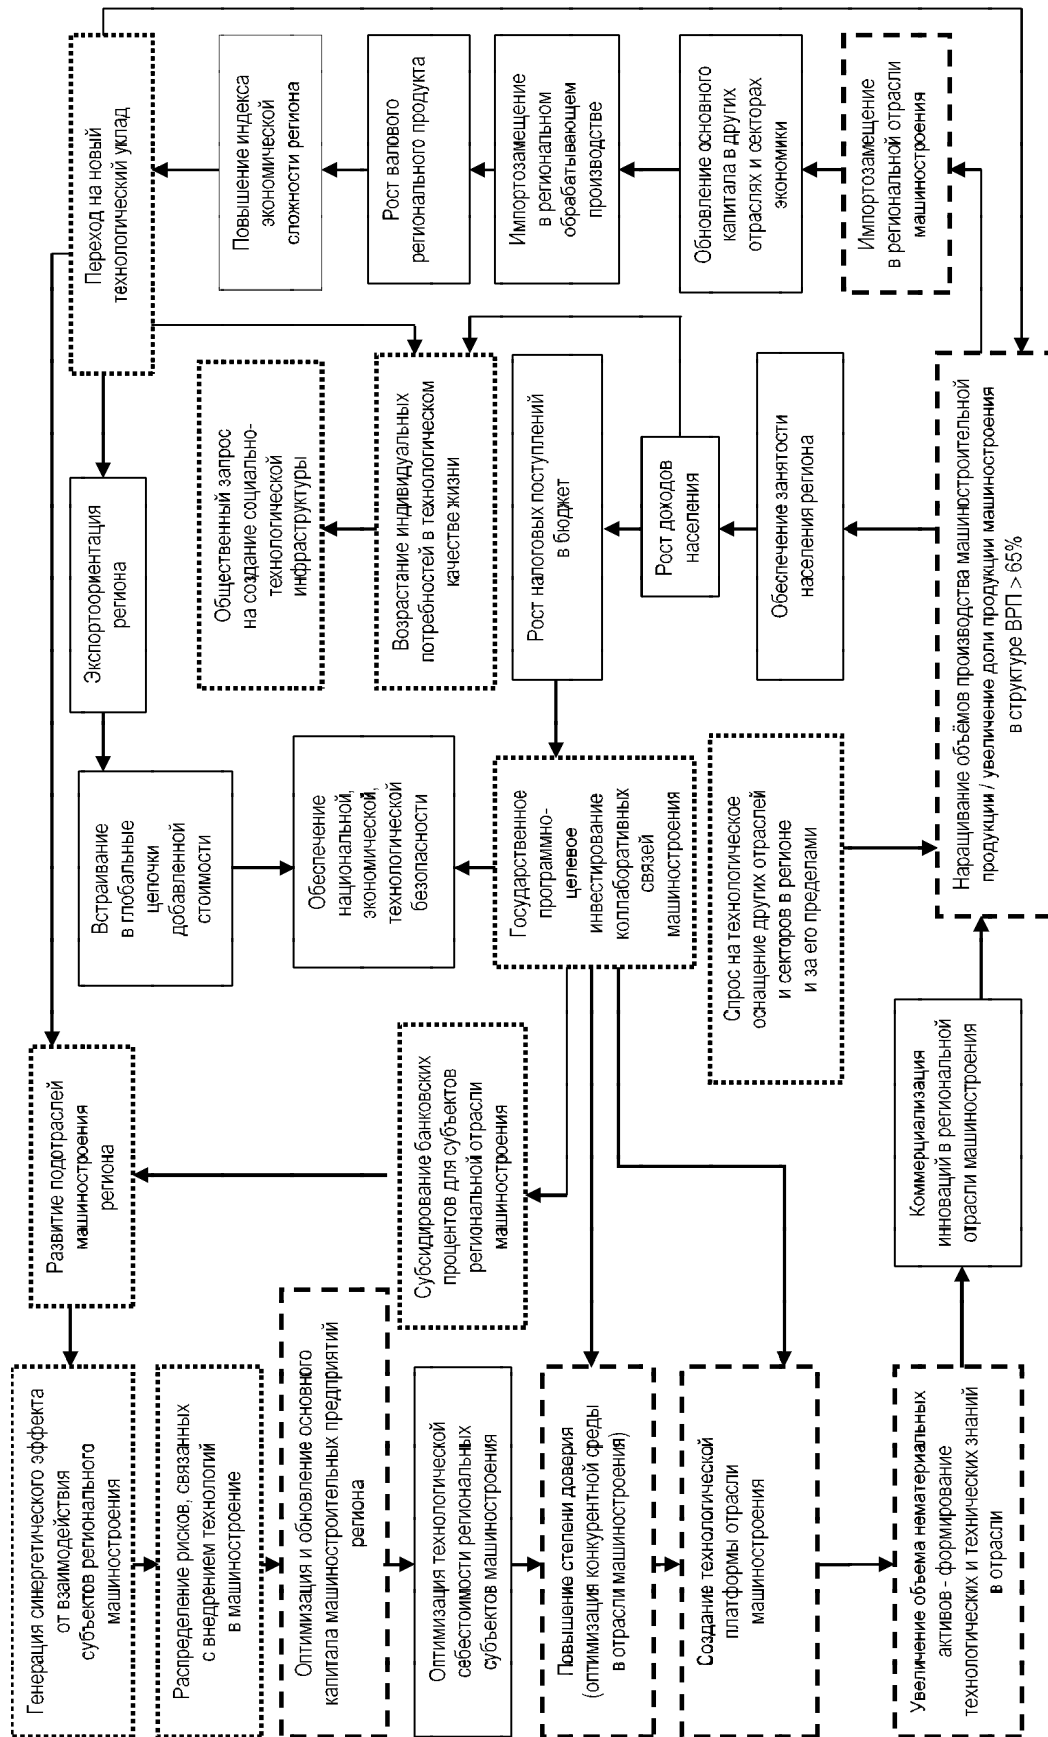 Генерация синергетического эффекта
от взаимодействия
субъектов регионального
машиностроения
Распределение рисков, связанных
с внедрением технологий
в машиностроение
Оптимизация и обновление основного
капитала машиностроительных предприятий
региона
Оптимизация технологической
себестоимости региональных
субъектов машиностроения
Повышение степени доверия
(оптимизация конкурентной среды
в отрасли машиностроения)
Создание технологической
платформы отрасли
машиностроения
Увеличение объема нематериальных
активов - формирование
технологических и технических знаний
в отрасли
Развитие подотраслей
машиностроения
региона
Субсидирование банковских
процентов для субъектов
региональной отрасли
машиностроения
Коммерциализация
инноваций в региональной
отрасли машиностроения
Встраивание
в глобальные
цепочки
добавленной
стоимости
Обеспечение
национальной,
экономической,
технологической
безопасности
Государственное
программно-
целевое
инвестирование
коллаборативных
связей
машиностроения
Спрос на технологическое
оснащение других отраслей
и секторов в регионе
и за его пределами
Экспортоориентация
региона
Общественный запрос
на создание социально-
технологической
инфраструктуры
Возрастание индивидуальных
потребностей в технологическом
качестве жизни
Рост налоговых поступлений
в бюджет
Рост доходов
населения
Обеспечение занятости
населения региона
Наращивание объёмов производства машиностроительной
продукции / увеличение доли продукции машиностроения
в структуре ВРП > 65%
Переход на новый
технологический уклад
Повышение индекса
экономической
сложности региона
Рост валового
регионального продукта
Импортозамещение
в региональном
обрабатывающем
производстве
Обновление основного
капитала в других
отраслях и секторах
экономики
Импортозамещение
в региональной отрасли
машиностроения